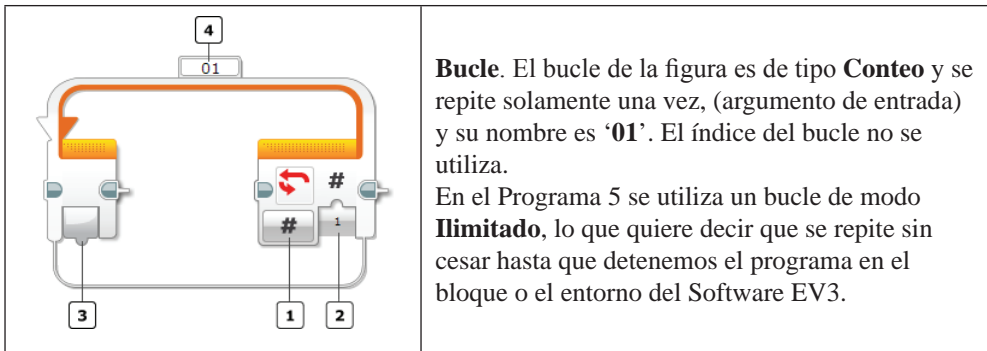 4
01
#
#
1
3
1
2
Bucle. El bucle de la figura es de tipo Conteo y se
repite solamente una vez, (argumento de entrada)
y su nombre es ‘01’. El índice del bucle no se
utiliza.
En el Programa 5 se utiliza un bucle de modo
Ilimitado, lo que quiere decir que se repite sin
cesar hasta que detenemos el programa en el
bloque o el entorno del Software EV3.